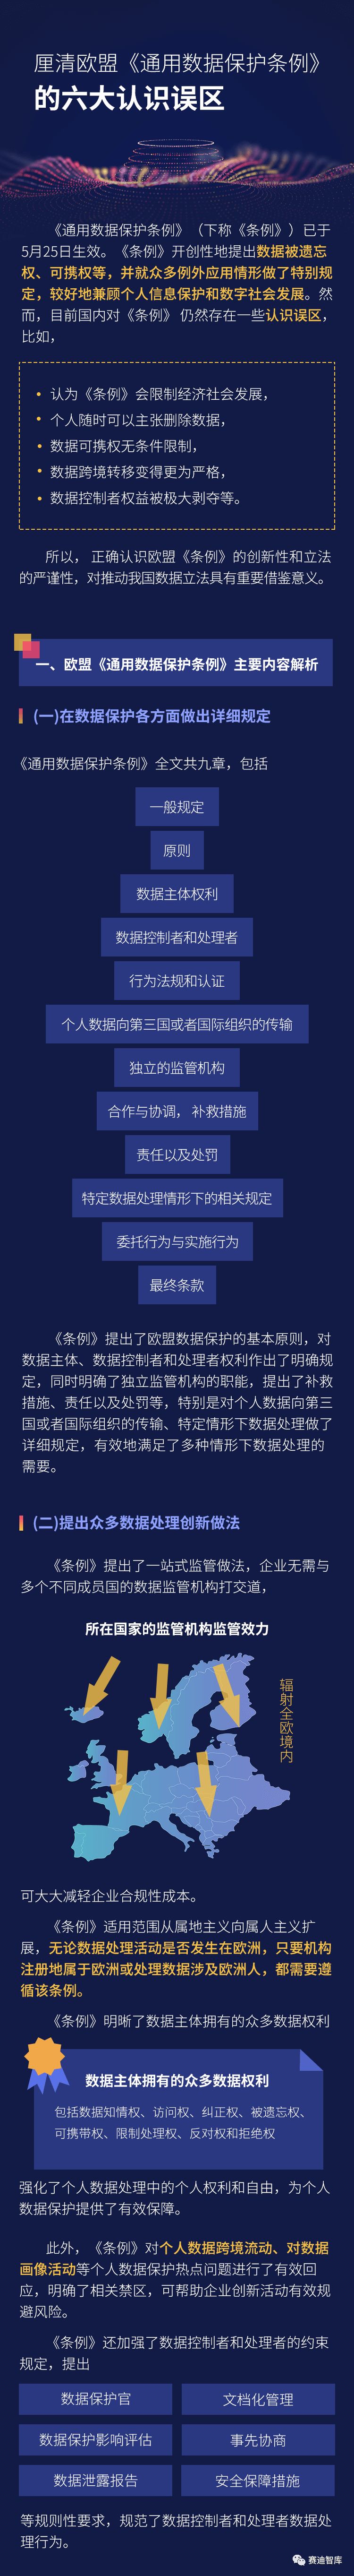 厘清欧盟《通用数据保护条例》
的六大认识误区
《通用数据保护条例》（下称《条例》）已于
5月25日生效。《条例》开创性地提出数据被遗忘
权、可携权等，并就众多例外应用情形做了特别规
定，较好地兼顾个人信息保护和数字社会发展。然
而，目前国内对《条例》 仍然存在一些认识误区，
比如，
• 认为《条例》会限制经济社会发展，
• 个人随时可以主张删除数据，
• 数据可携权无条件限制，
• 数据跨境转移变得更为严格，
• 数据控制者权益被极大剥夺等。
所以， 正确认识欧盟《条例》的创新性和立法
的严谨性，对推动我国数据立法具有重要借鉴意义。
一、欧盟《通用数据保护条例》主要内容解析
(一)在数据保护各方面做出详细规定
《通用数据保护条例》全文共九章，包括
一般规定
原则
数据主体权利
数据控制者和处理者
行为法规和认证
个人数据向第三国或者国际组织的传输
独立的监管机构
合作与协调， 补救措施
责任以及处罚
特定数据处理情形下的相关规定
委托行为与实施行为
最终条款
《条例》提出了欧盟数据保护的基本原则，对
数据主体、数据控制者和处理者权利作出了明确规
定，同时明确了独立监管机构的职能，提出了补救
措施、责任以及处罚等，特别是对个人数据向第三
国或者国际组织的传输、特定情形下数据处理做了
详细规定，有效地满足了多种情形下数据处理的
需要。
(二)提出众多数据处理创新做法
《条例》提出了一站式监管做法，企业无需与
多个不同成员国的数据监管机构打交道，
所在国家的监管机构监管效力
辐射全欧境内
可大大减轻企业合规性成本。
《条例》适用范围从属地主义向属人主义扩
展，无论数据处理活动是否发生在欧洲，只要机构
注册地属于欧洲或处理数据涉及欧洲人，都需要遵
循该条例。
《条例》明晰了数据主体拥有的众多数据权利
数据主体拥有的众多数据权利
包括数据知情权、访问权、纠正权、被遗忘权、
可携带权、限制处理权、反对权和拒绝权
强化了个人数据处理中的个人权利和自由，为个人
数据保护提供了有效保障。
此外，《条例》对个人数据跨境流动、对数据
画像活动等个人数据保护热点问题进行了有效回
应，明确了相关禁区，可帮助企业创新活动有效规
避风险。
《条例》还加强了数据控制者和处理者的约束
规定，提出
数据保护官
文档化管理
数据保护影响评估
事先协商
数据泄露报告
安全保障措施
等规则性要求，规范了数据控制者和处理者数据处
理行为。
赛迪智库